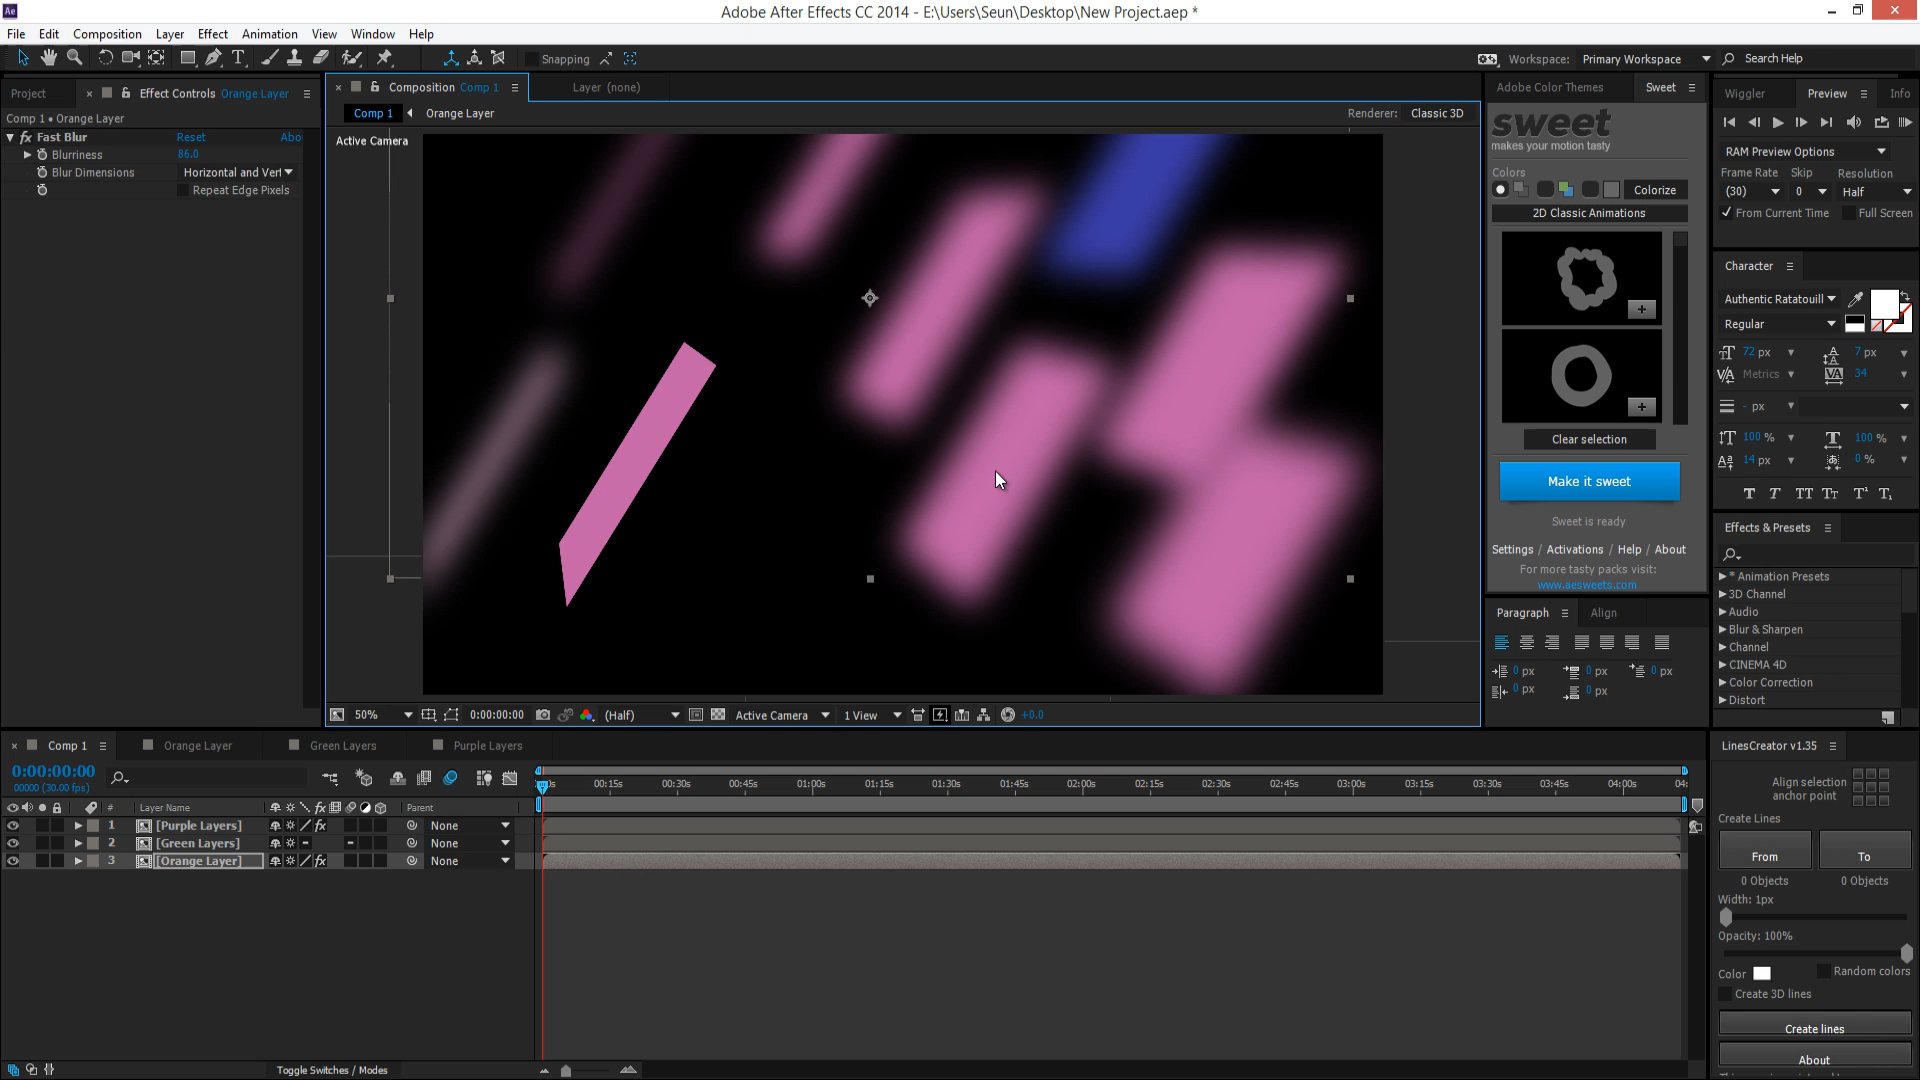 Ae
Adobe After Effects CC 2014 - E:\Users\Seun\Desktop\New Project.aep *
File Edit Composition Layer Effect Animation View Window Help
Snapping
Workspace: Primary Workspace
Search Help
Project
Effect Controls Orange Layer
Comp 1 • Orange Layer
fx Fast Blur Reset Abo
Blurriness 86.0
Blur Dimensions Horizontal and Vert
Repeat Edge Pixels
Composition Comp 1
Layer (none)
Comp 1 Orange Layer
Renderer: Classic 3D
Active Camera
50% 0:00:00:00 (Half) Active Camera 1 View +0.0
Adobe Color Themes Sweet
sweet
makes your motion tasty
Colors
Colorize
2D Classic Animations
+
+
Clear selection
Make it sweet
Sweet is ready
Settings / Activations / Help / About
For more tasty packs visit:
www.aesweets.com
Paragraph Align
0 px 0 px 0 px
0 px 0 px
Wiggler Preview Info
RAM Preview Options
Frame Rate Skip Resolution
(30) 0 Half
From Current Time Full Screen
Character
Authentic Ratatouill
Regular
72 px 7 px
Metrics 34
- px
100 % 100 %
14 px 0 %
Effects & Presets
* Animation Presets
3D Channel
Audio
Blur & Sharpen
Channel
CINEMA 4D
Color Correction
Distort
LinesCreator v1.35
Align selection
anchor point
Create Lines
From To
0 Objects 0 Objects
Width: 1px
Opacity: 100%
Color Random colors
Create 3D lines
Create lines
About
Comp 1 Orange Layer Green Layers Purple Layers
0:00:00:00
00000 (30.00 fps)
00:15s 00:30s 00:45s 01:00s 01:15s 01:30s 01:45s 02:00s 02:15s 02:30s 02:45s 03:00s 03:15s 03:30s 03:45s 04:00s 04:
# Layer Name Parent
1 [Purple Layers] fx None
2 [Green Layers] None
3 [Orange Layer] fx None
Toggle Switches / Modes